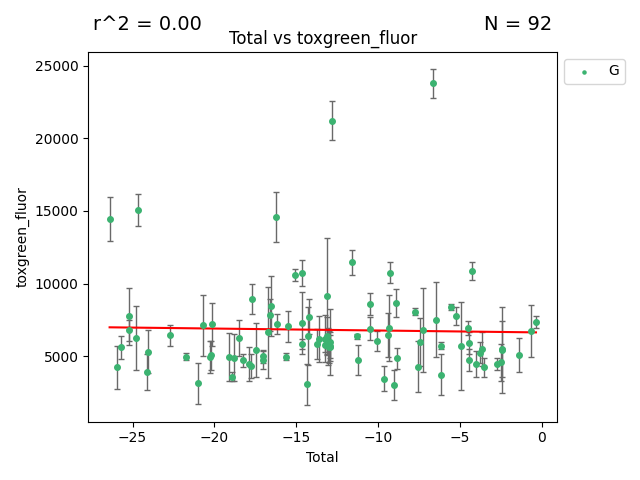 r^2 = 0.00
N = 92
Total vs toxgreen_fluor
G
25000
20000
15000
10000
5000
toxgreen_fluor
−25
−20
−15
−10
−5
0
Total